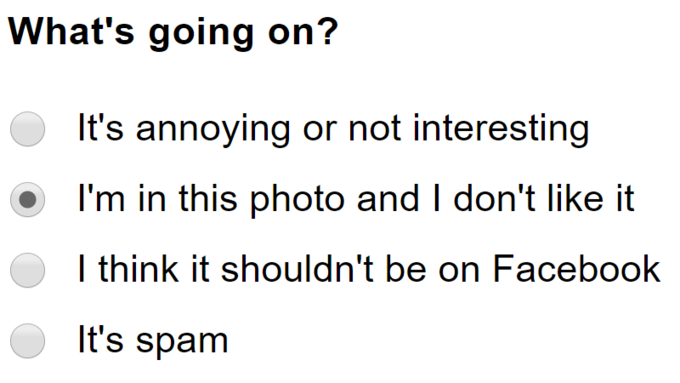 What's going on?
It's annoying or not interesting
I'm in this photo and I don't like it
I think it shouldn't be on Facebook
It's spam